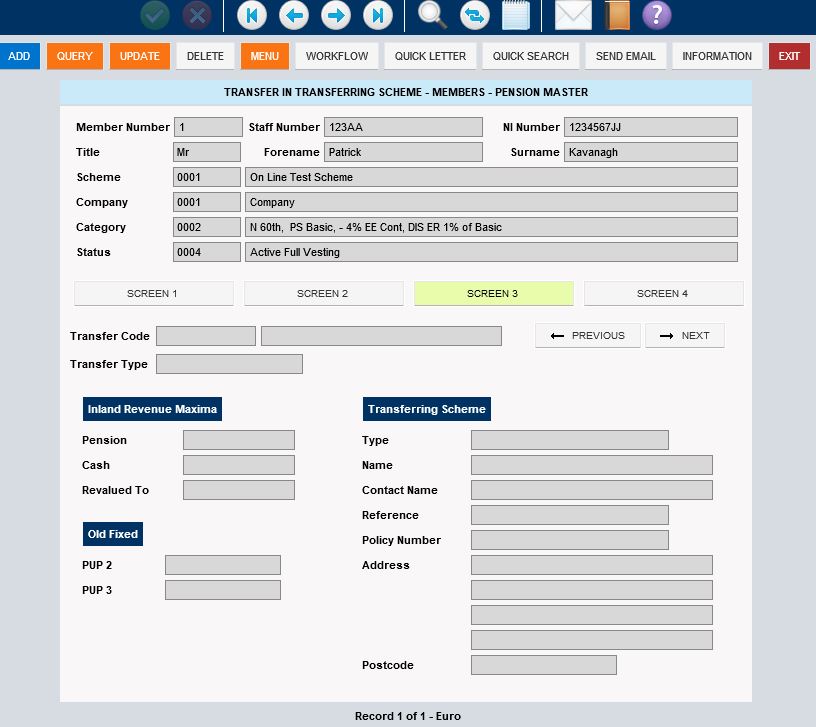 ?
ADD QUERY UPDATE DELETE MENU WORKFLOW QUICK LETTER QUICK SEARCH SEND EMAIL INFORMATION EXIT
TRANSFER IN TRANSFERRING SCHEME - MEMBERS - PENSION MASTER
Member Number 1 Staff Number 123AA NI Number 1234567JJ
Title Mr Forename Patrick Surname Kavanagh
Scheme 0001 On Line Test Scheme
Company 0001 Company
Category 0002 N 60th, PS Basic, - 4% EE Cont, DIS ER 1% of Basic
Status 0004 Active Full Vesting
SCREEN 1 SCREEN 2 SCREEN 3 SCREEN 4
Transfer Code PREVIOUS NEXT
Transfer Type
Inland Revenue Maxima Transferring Scheme
Pension Type
Cash Name
Revalued To Contact Name
Reference
Old Fixed Policy Number
PUP 2 Address
PUP 3
Postcode
Record 1 of 1 - Euro